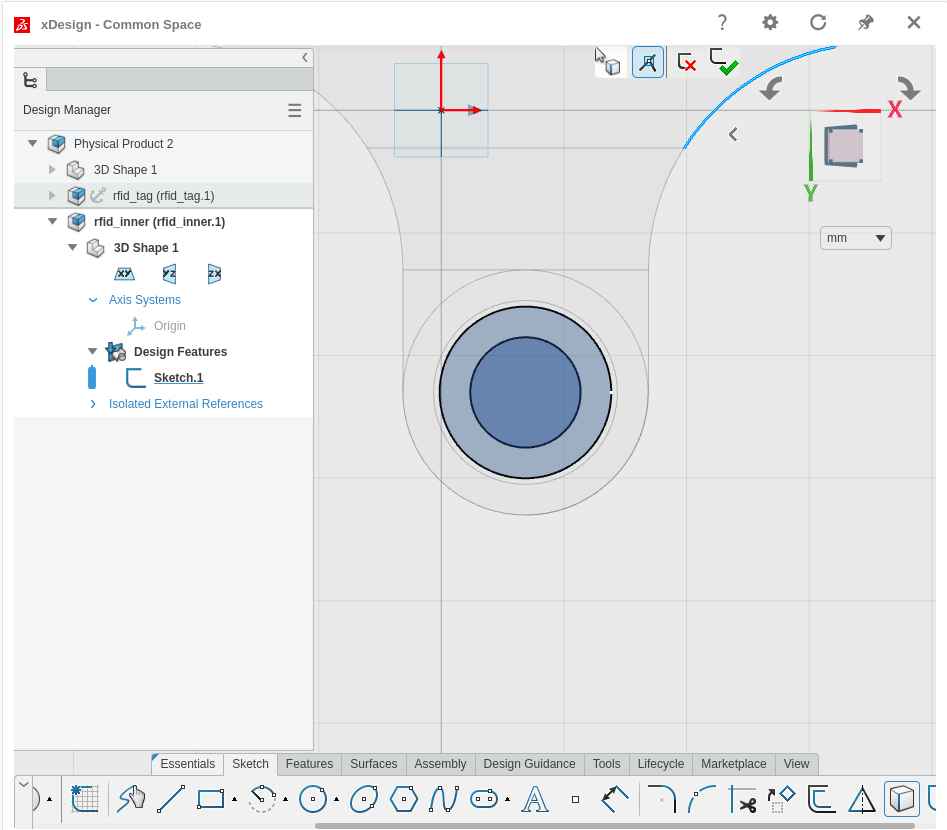 xDesign - Common Space
?
Design Manager
Physical Product 2
3D Shape 1
rfid_tag (rfid_tag.1)
rfid_inner (rfid_inner.1)
3D Shape 1
XY YZ ZX
Axis Systems
Origin
Design Features
Sketch.1
Isolated External References
X
Y
mm
Essentials Sketch Features Surfaces Assembly Design Guidance Tools Lifecycle Marketplace View
A